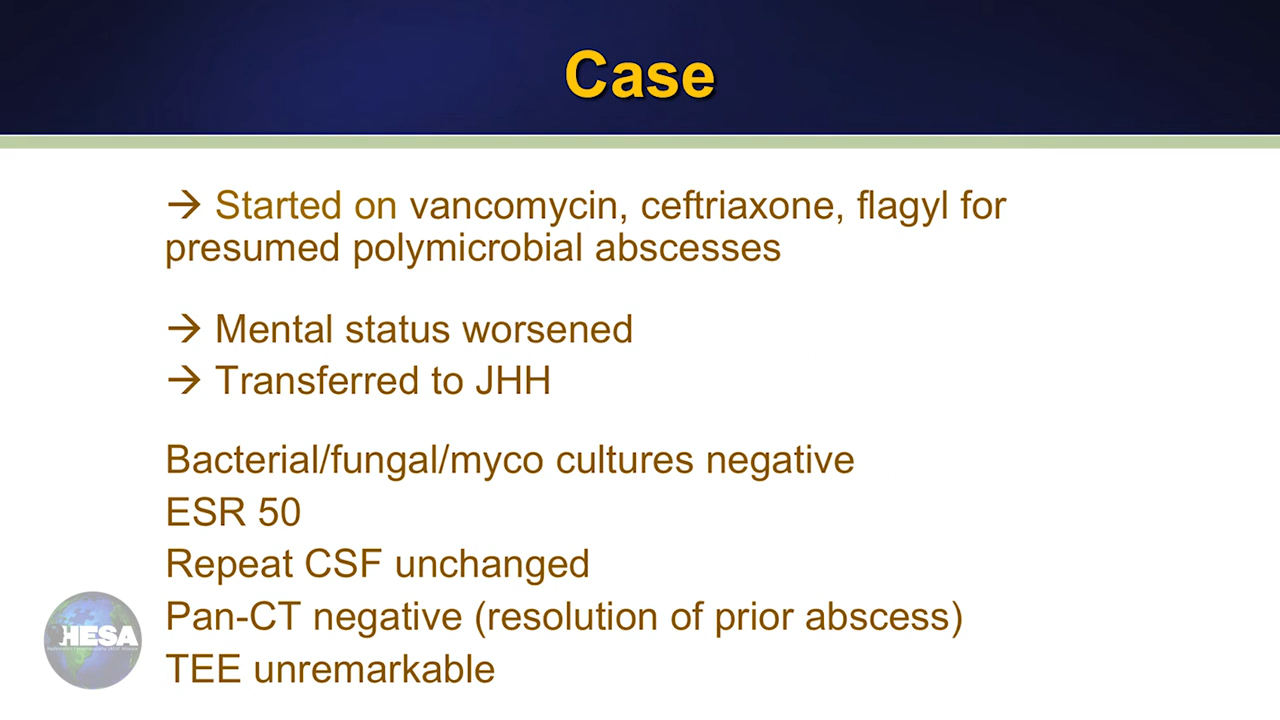 Case
→ Started on vancomycin, ceftriaxone, flagyl for
presumed polymicrobial abscesses
→ Mental status worsened
→ Transferred to JHH
Bacterial/fungal/myco cultures negative
ESR 50
Repeat CSF unchanged
Pan-CT negative (resolution of prior abscess)
TEE unremarkable
HESA